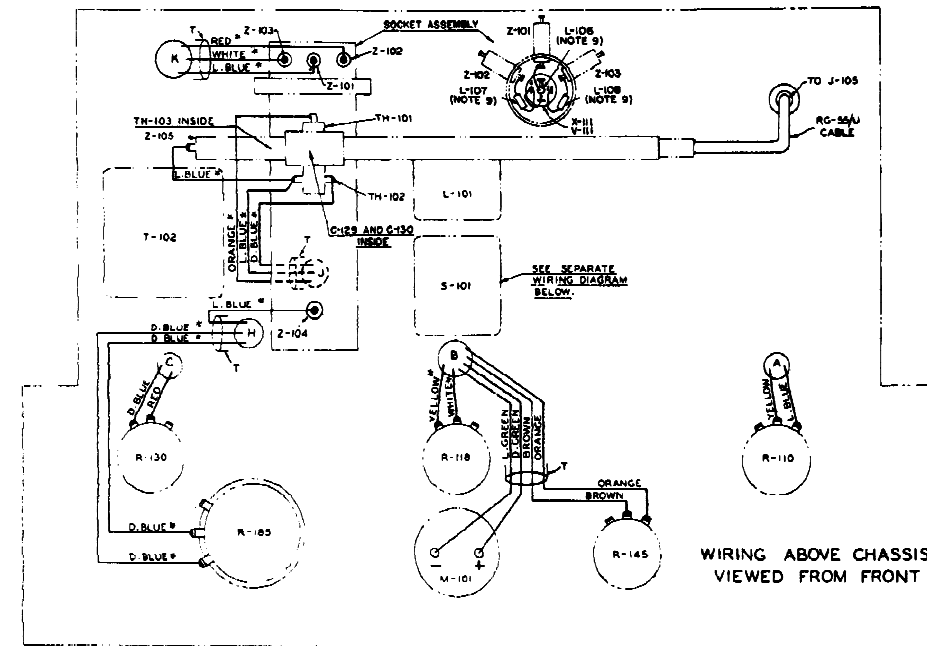 SOCKET ASSEMBLY
T
RED *
Z-103
WHITE *
Z-102
K
L.BLUE *
Z-101
Z-101
L-106
(NOTE 9)
Z-102
Z-103
L-107
(NOTE 9)
L-108
(NOTE 9)
X-111
V-111
TO J-105
RG-55/U
CABLE
TH-103 INSIDE
TH-101
Z-105
L.BLUE *
TH-102
L-101
T-102
ORANGE *
L.BLUE *
D.BLUE *
C-129 AND C-130
INSIDE
T
J
S-101
SEE SEPARATE
WIRING DIAGRAM
BELOW.
L.BLUE *
Z-104
D.BLUE *
D.BLUE *
H
T
C
B
A
D.BLUE
RED
YELLOW *
WHITE *
L.GREEN
D.GREEN
BROWN
ORANGE
YELLOW
L.BLUE
R-130
R-118
R-110
T
ORANGE
BROWN
D.BLUE *
R-185
D.BLUE *
- +
M-101
R-145
WIRING ABOVE CHASSIS
VIEWED FROM FRONT